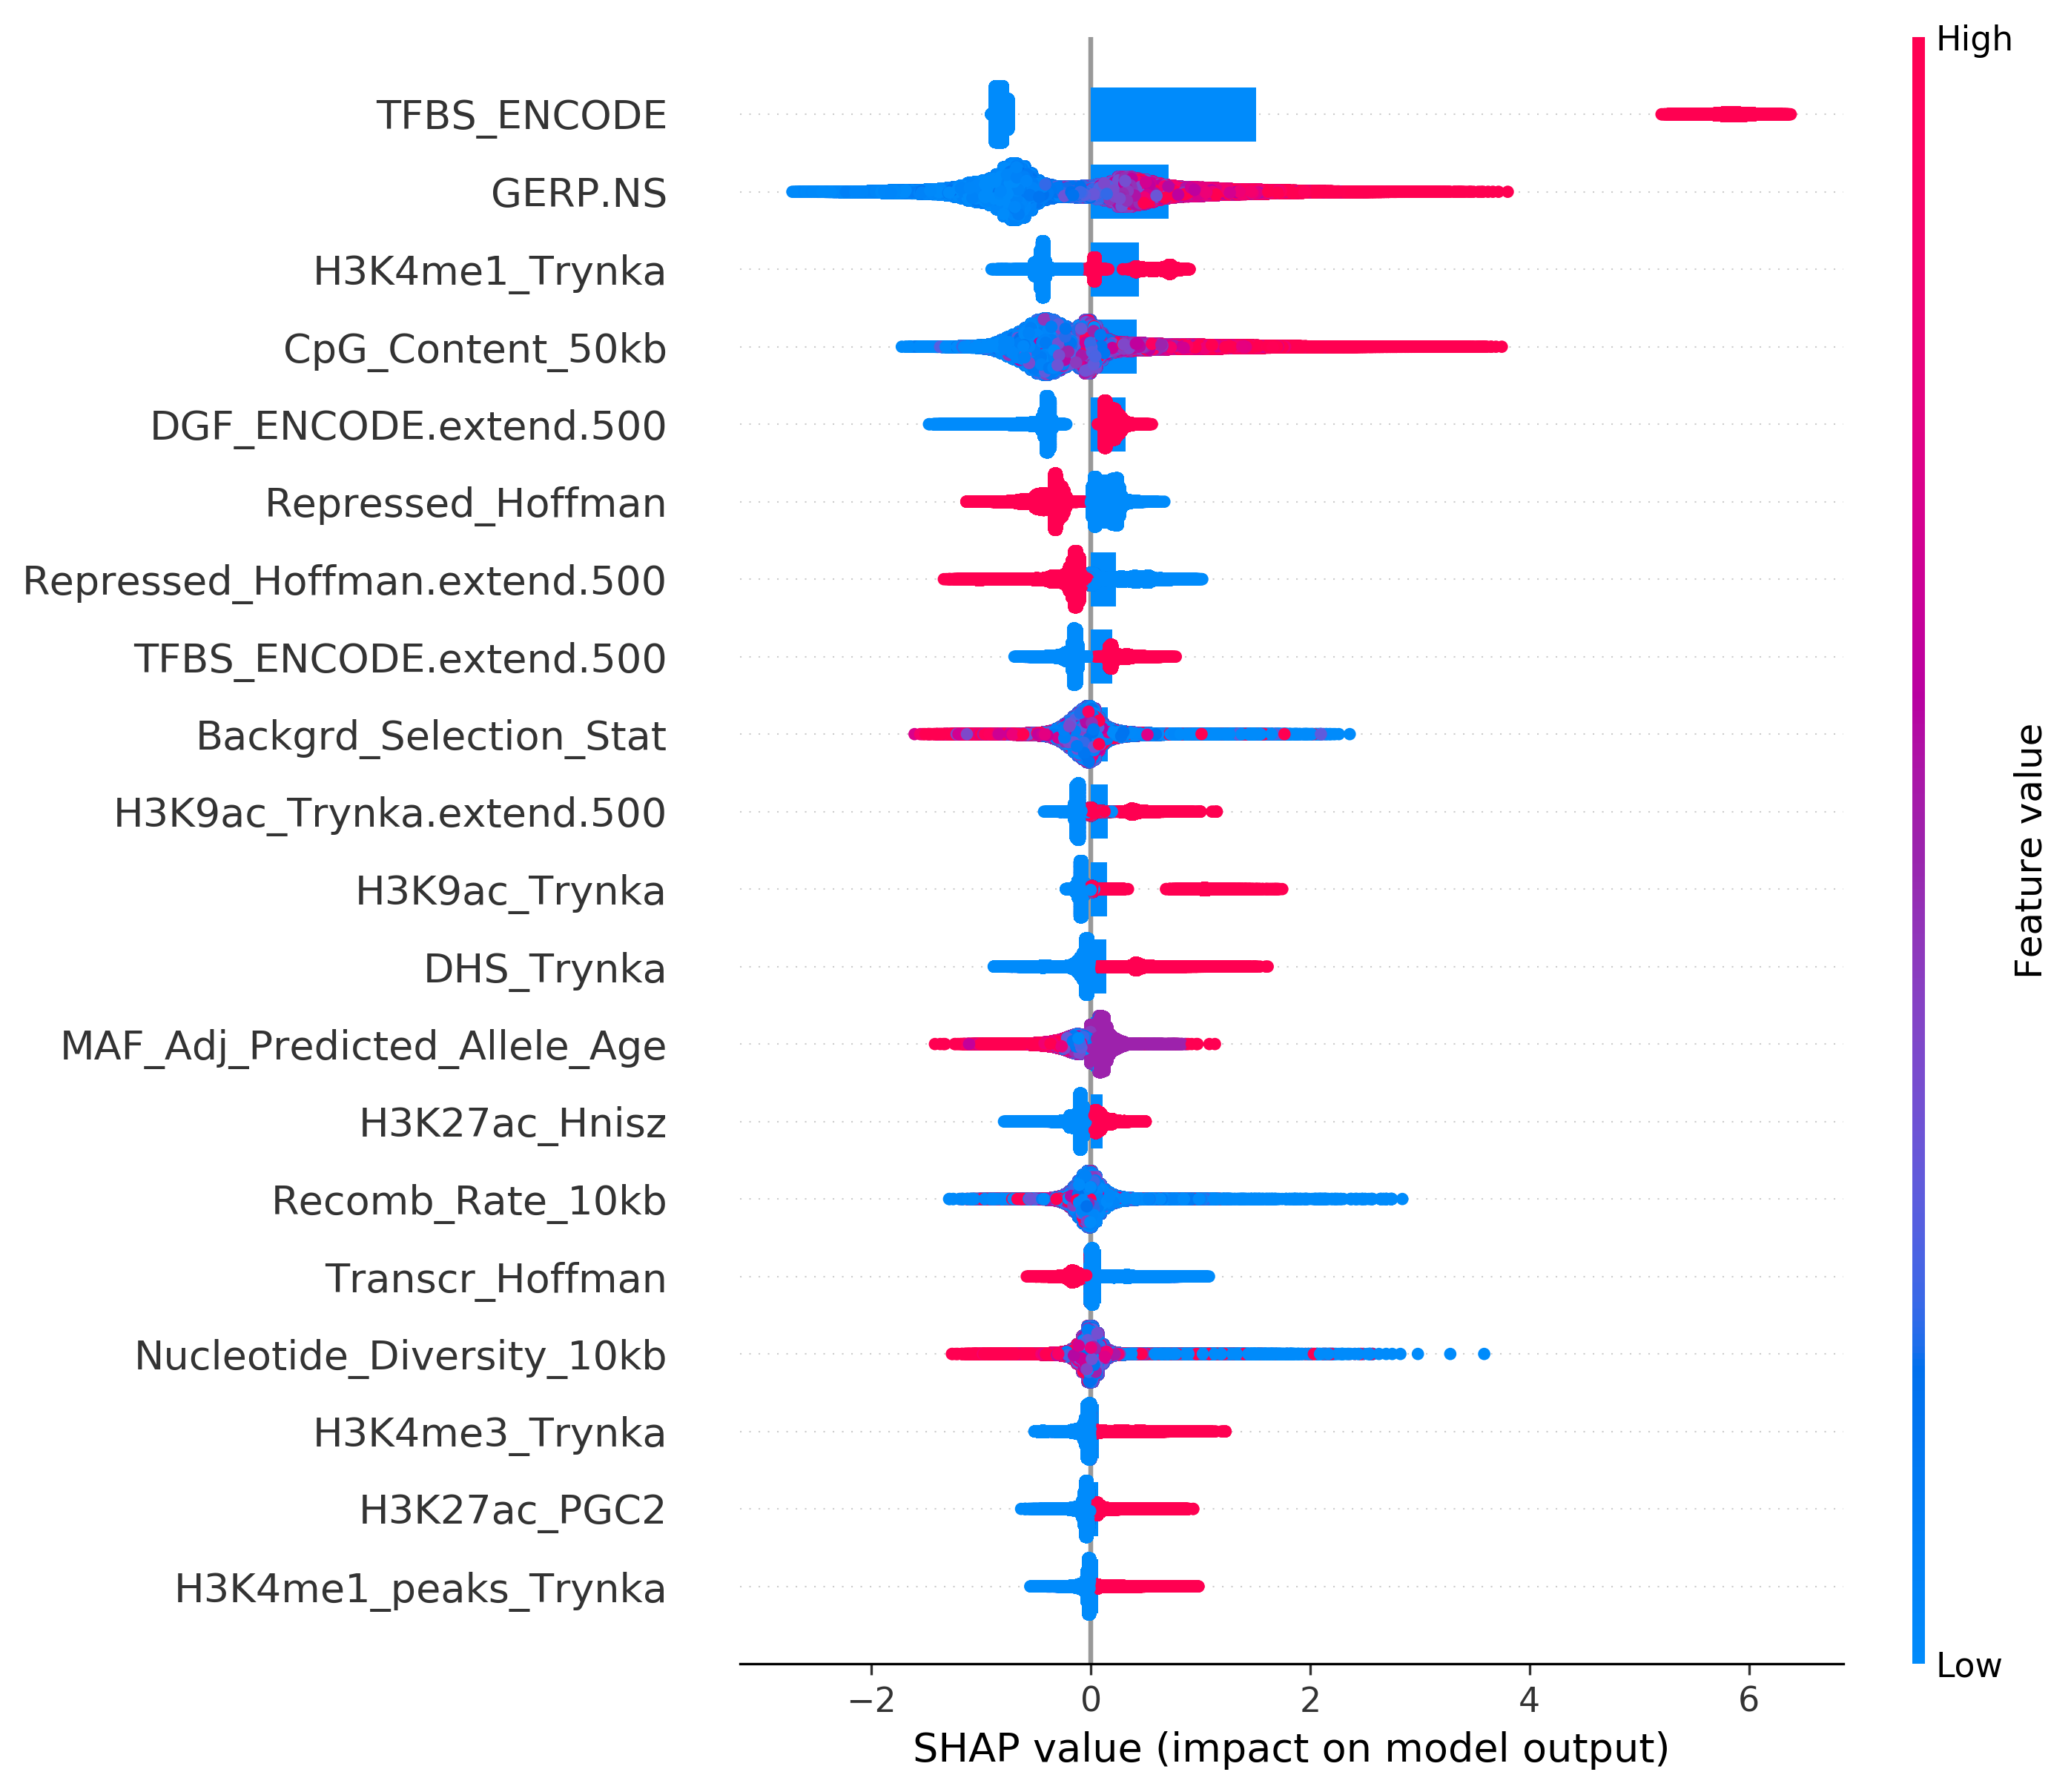 High
TFBS_ENCODE
GERP.NS
H3K4me1_Trynka
CpG_Content_50kb
DGF_ENCODE.extend.500
Repressed_Hoffman
Repressed_Hoffman.extend.500
TFBS_ENCODE.extend.500
Backgrd_Selection_Stat
H3K9ac_Trynka.extend.500
H3K9ac_Trynka
DHS_Trynka
MAF_Adj_Predicted_Allele_Age
H3K27ac_Hnisz
Recomb_Rate_10kb
Transcr_Hoffman
Nucleotide_Diversity_10kb
H3K4me3_Trynka
H3K27ac_PGC2
H3K4me1_peaks_Trynka
Feature value
Low
−2 0 2 4 6
SHAP value (impact on model output)